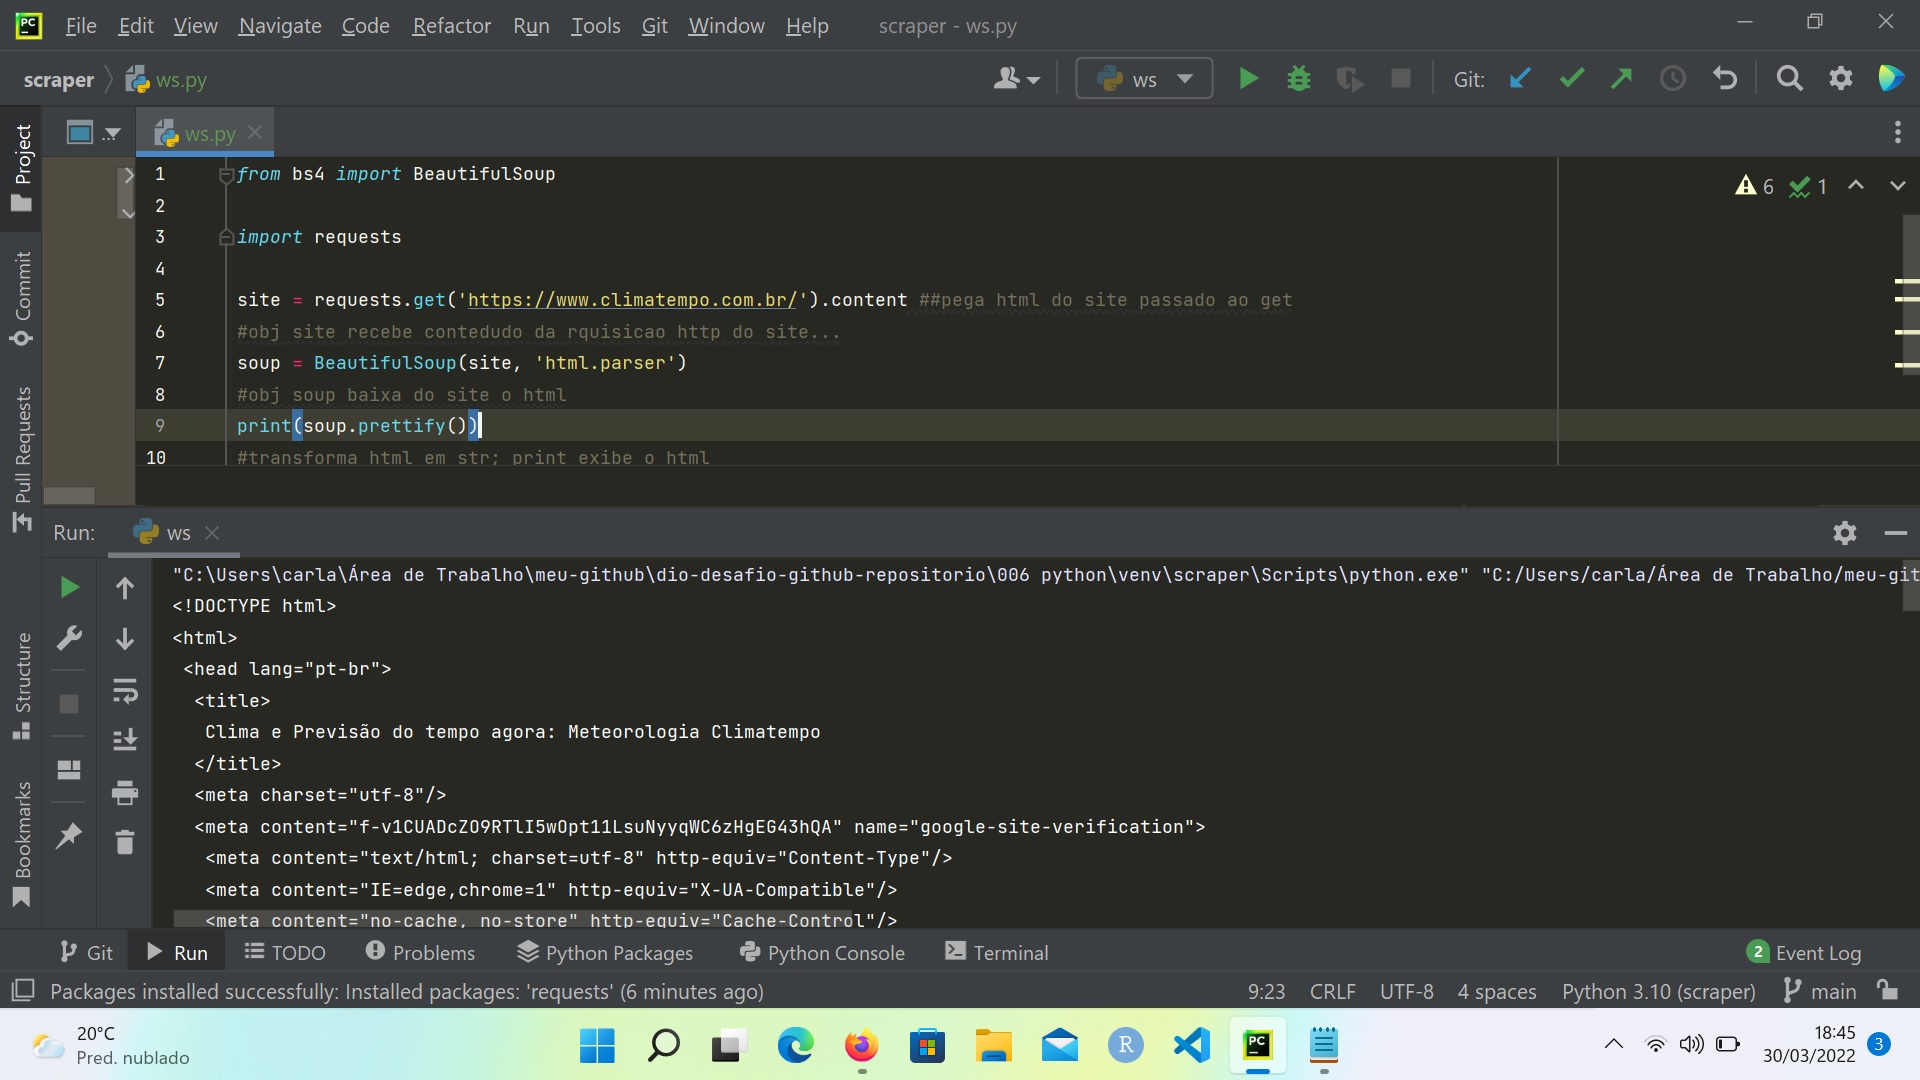 PC File Edit View Navigate Code Refactor Run Tools Git Window Help scraper - ws.py
scraper ws.py ws Git:
ws.py
Project
Commit
Pull Requests
Structure
Bookmarks
6 1
1 from bs4 import BeautifulSoup
2
3 import requests
4
5 site = requests.get('https://www.climatempo.com.br/').content ##pega html do site passado ao get
6 #obj site recebe contedudo da rquisicao http do site...
7 soup = BeautifulSoup(site, 'html.parser')
8 #obj soup baixa do site o html
9 print(soup.prettify())
10 #transforma html em str; print exibe o html
Run: ws
"C:\Users\carla\Área de Trabalho\meu-github\dio-desafio-github-repositorio\006 python\venv\scraper\Scripts\python.exe" "C:/Users/carla/Área de Trabalho/meu-git
<!DOCTYPE html>
<html>
<head lang="pt-br">
<title>
Clima e Previsão do tempo agora: Meteorologia Climatempo
</title>
<meta charset="utf-8"/>
<meta content="f-v1CUADcZO9RTlI5wOpt11LsuNyyqWC6zHgEG43hQA" name="google-site-verification">
<meta content="text/html; charset=utf-8" http-equiv="Content-Type"/>
<meta content="IE=edge,chrome=1" http-equiv="X-UA-Compatible"/>
<meta content="no-cache, no-store" http-equiv="Cache-Control"/>
Git Run TODO Problems Python Packages Python Console Terminal 2 Event Log
Packages installed successfully: Installed packages: 'requests' (6 minutes ago) 9:23 CRLF UTF-8 4 spaces Python 3.10 (scraper) main
20°C
Pred. nublado
R
PC
18:45
30/03/2022
3